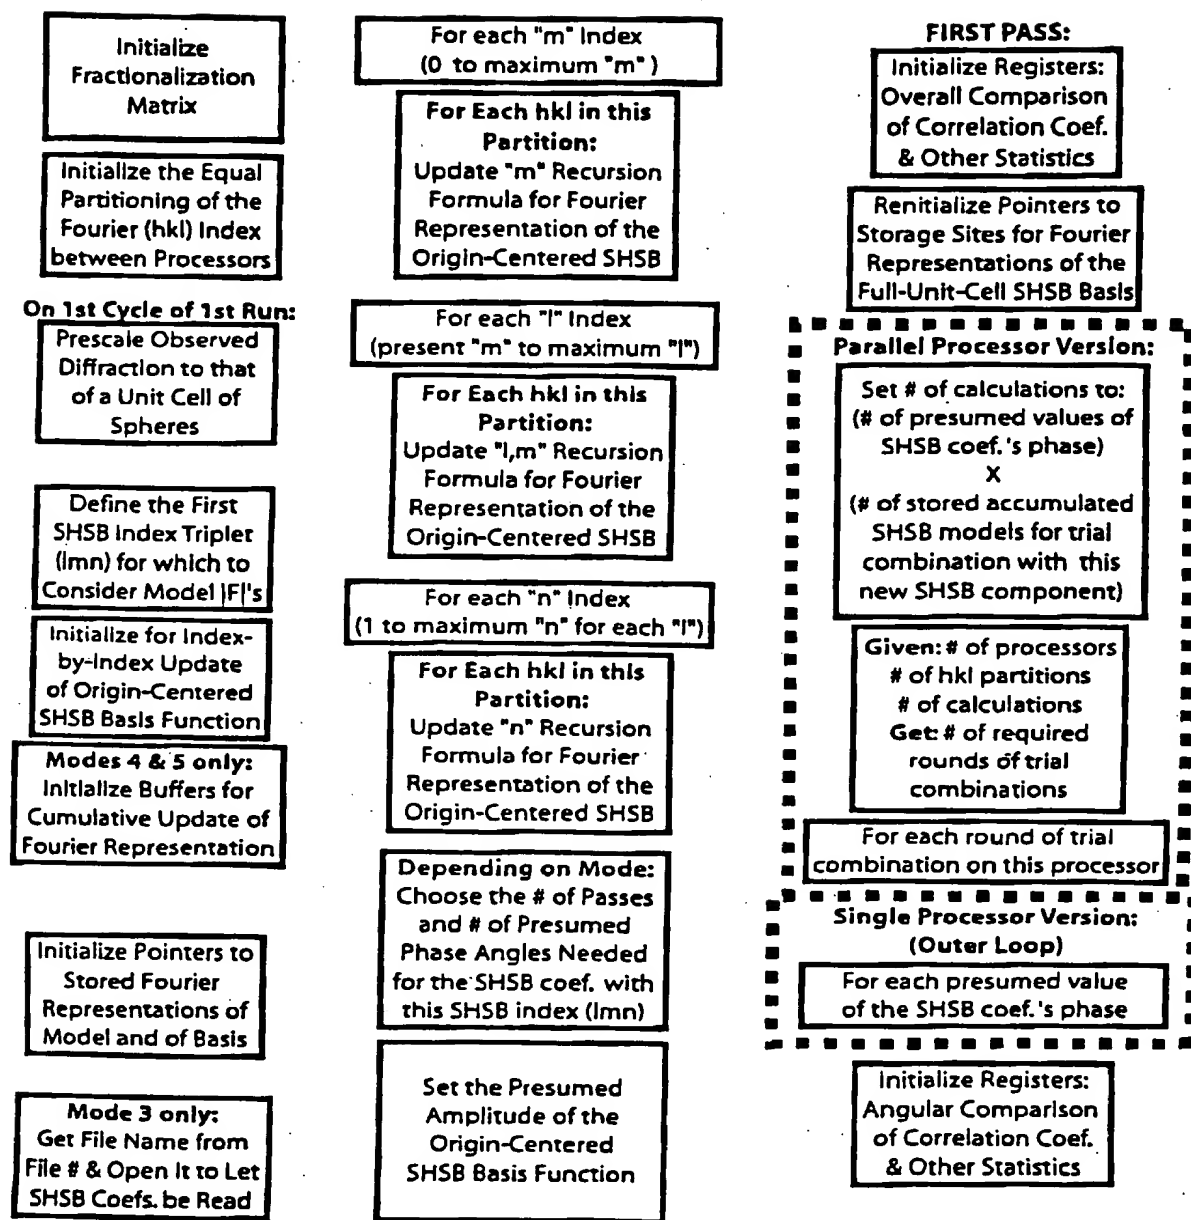 Initialize
Fractionalization
Matrix
Initialize the Equal
Partitioning of the
Fourier (hkl) Index
between Processors
On 1st Cycle of 1st Run:
Prescale Observed
Diffraction to that
of a Unit Cell of
Spheres
Define the First
SHSB Index Triplet
(lmn) for which to
Consider Model |F|'s
Initialize for Index-
by-Index Update
of Origin-Centered
SHSB Basis Function
Modes 4 & 5 only:
Initialize Buffers for
Cumulative Update of
Fourier Representation
Initialize Pointers to
Stored Fourier
Representations of
Model and of Basis
Mode 3 only:
Get File Name from
File # & Open It to Let
SHSB Coefs. be Read
For each "m" Index
(0 to maximum "m" )
For Each hkl in this
Partition:
Update "m" Recursion
Formula for Fourier
Representation of the
Origin-Centered SHSB
For each "l" Index
(present "m" to maximum "l")
For Each hkl in this
Partition:
Update "l,m" Recursion
Formula for Fourier
Representation of the
Origin-Centered SHSB
For each "n" Index
(1 to maximum "n" for each "l")
For Each hkl in this
Partition:
Update "n" Recursion
Formula for Fourier
Representation of the
Origin-Centered SHSB
Depending on Mode:
Choose the # of Passes
and # of Presumed
Phase Angles Needed
for the SHSB coef. with
this SHSB index (lmn)
Set the Presumed
Amplitude of the
Origin-Centered
SHSB Basis Function
FIRST PASS:
Initialize Registers:
Overall Comparison
of Correlation Coef.
& Other Statistics
Renitialize Pointers to
Storage Sites for Fourier
Representations of the
Full-Unit-Cell SHSB Basis
Parallel Processor Version:
Set # of calculations to:
(# of presumed values of
SHSB coef.'s phase)
X
(# of stored accumulated
SHSB models for trial
combination with this
new SHSB component)
Given: # of processors
# of hkl partitions
# of calculations
Get: # of required
rounds of trial
combinations
For each round of trial
combination on this processor
Single Processor Version:
(Outer Loop)
For each presumed value
of the SHSB coef.'s phase
Initialize Registers:
Angular Comparison
of Correlation Coef.
& Other Statistics